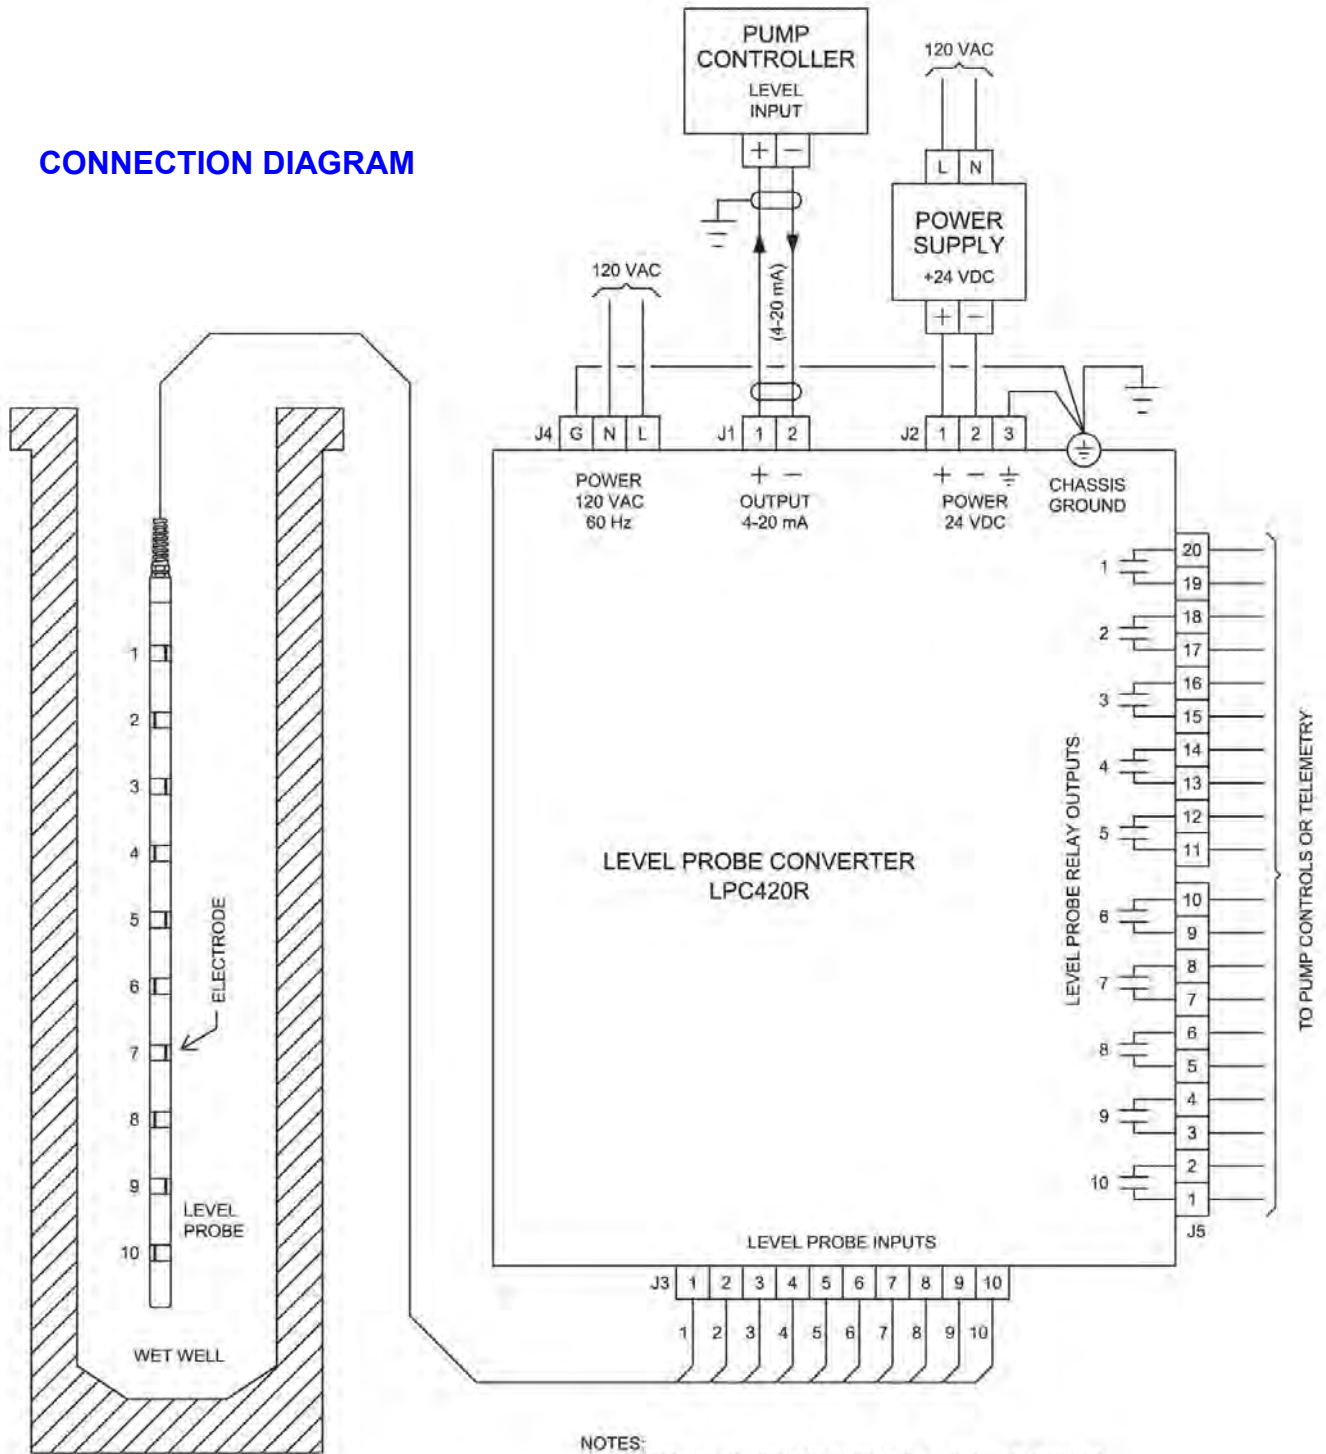 CONNECTION DIAGRAM
PUMP
CONTROLLER
LEVEL
INPUT
+ −
120 VAC
L N
POWER
SUPPLY
+24 VDC
+ −
120 VAC
(4-20 mA)
J4 G N L
J1 1 2
J2 1 2 3
POWER
120 VAC
60 Hz
+ −
OUTPUT
4-20 mA
+ −
POWER
24 VDC
CHASSIS
GROUND
1
2
3
4
5
6
7
8
9
10
ELECTRODE
LEVEL
PROBE
WET WELL
LEVEL PROBE CONVERTER
LPC420R
LEVEL PROBE RELAY OUTPUTS
1
2
3
4
5
6
7
8
9
10
20
19
18
17
16
15
14
13
12
11
10
9
8
7
6
5
4
3
2
1
J5
TO PUMP CONTROLS OR TELEMETRY
LEVEL PROBE INPUTS
J3 1 2 3 4 5 6 7 8 9 10
1 2 3 4 5 6 7 8 9 10
NOTES: